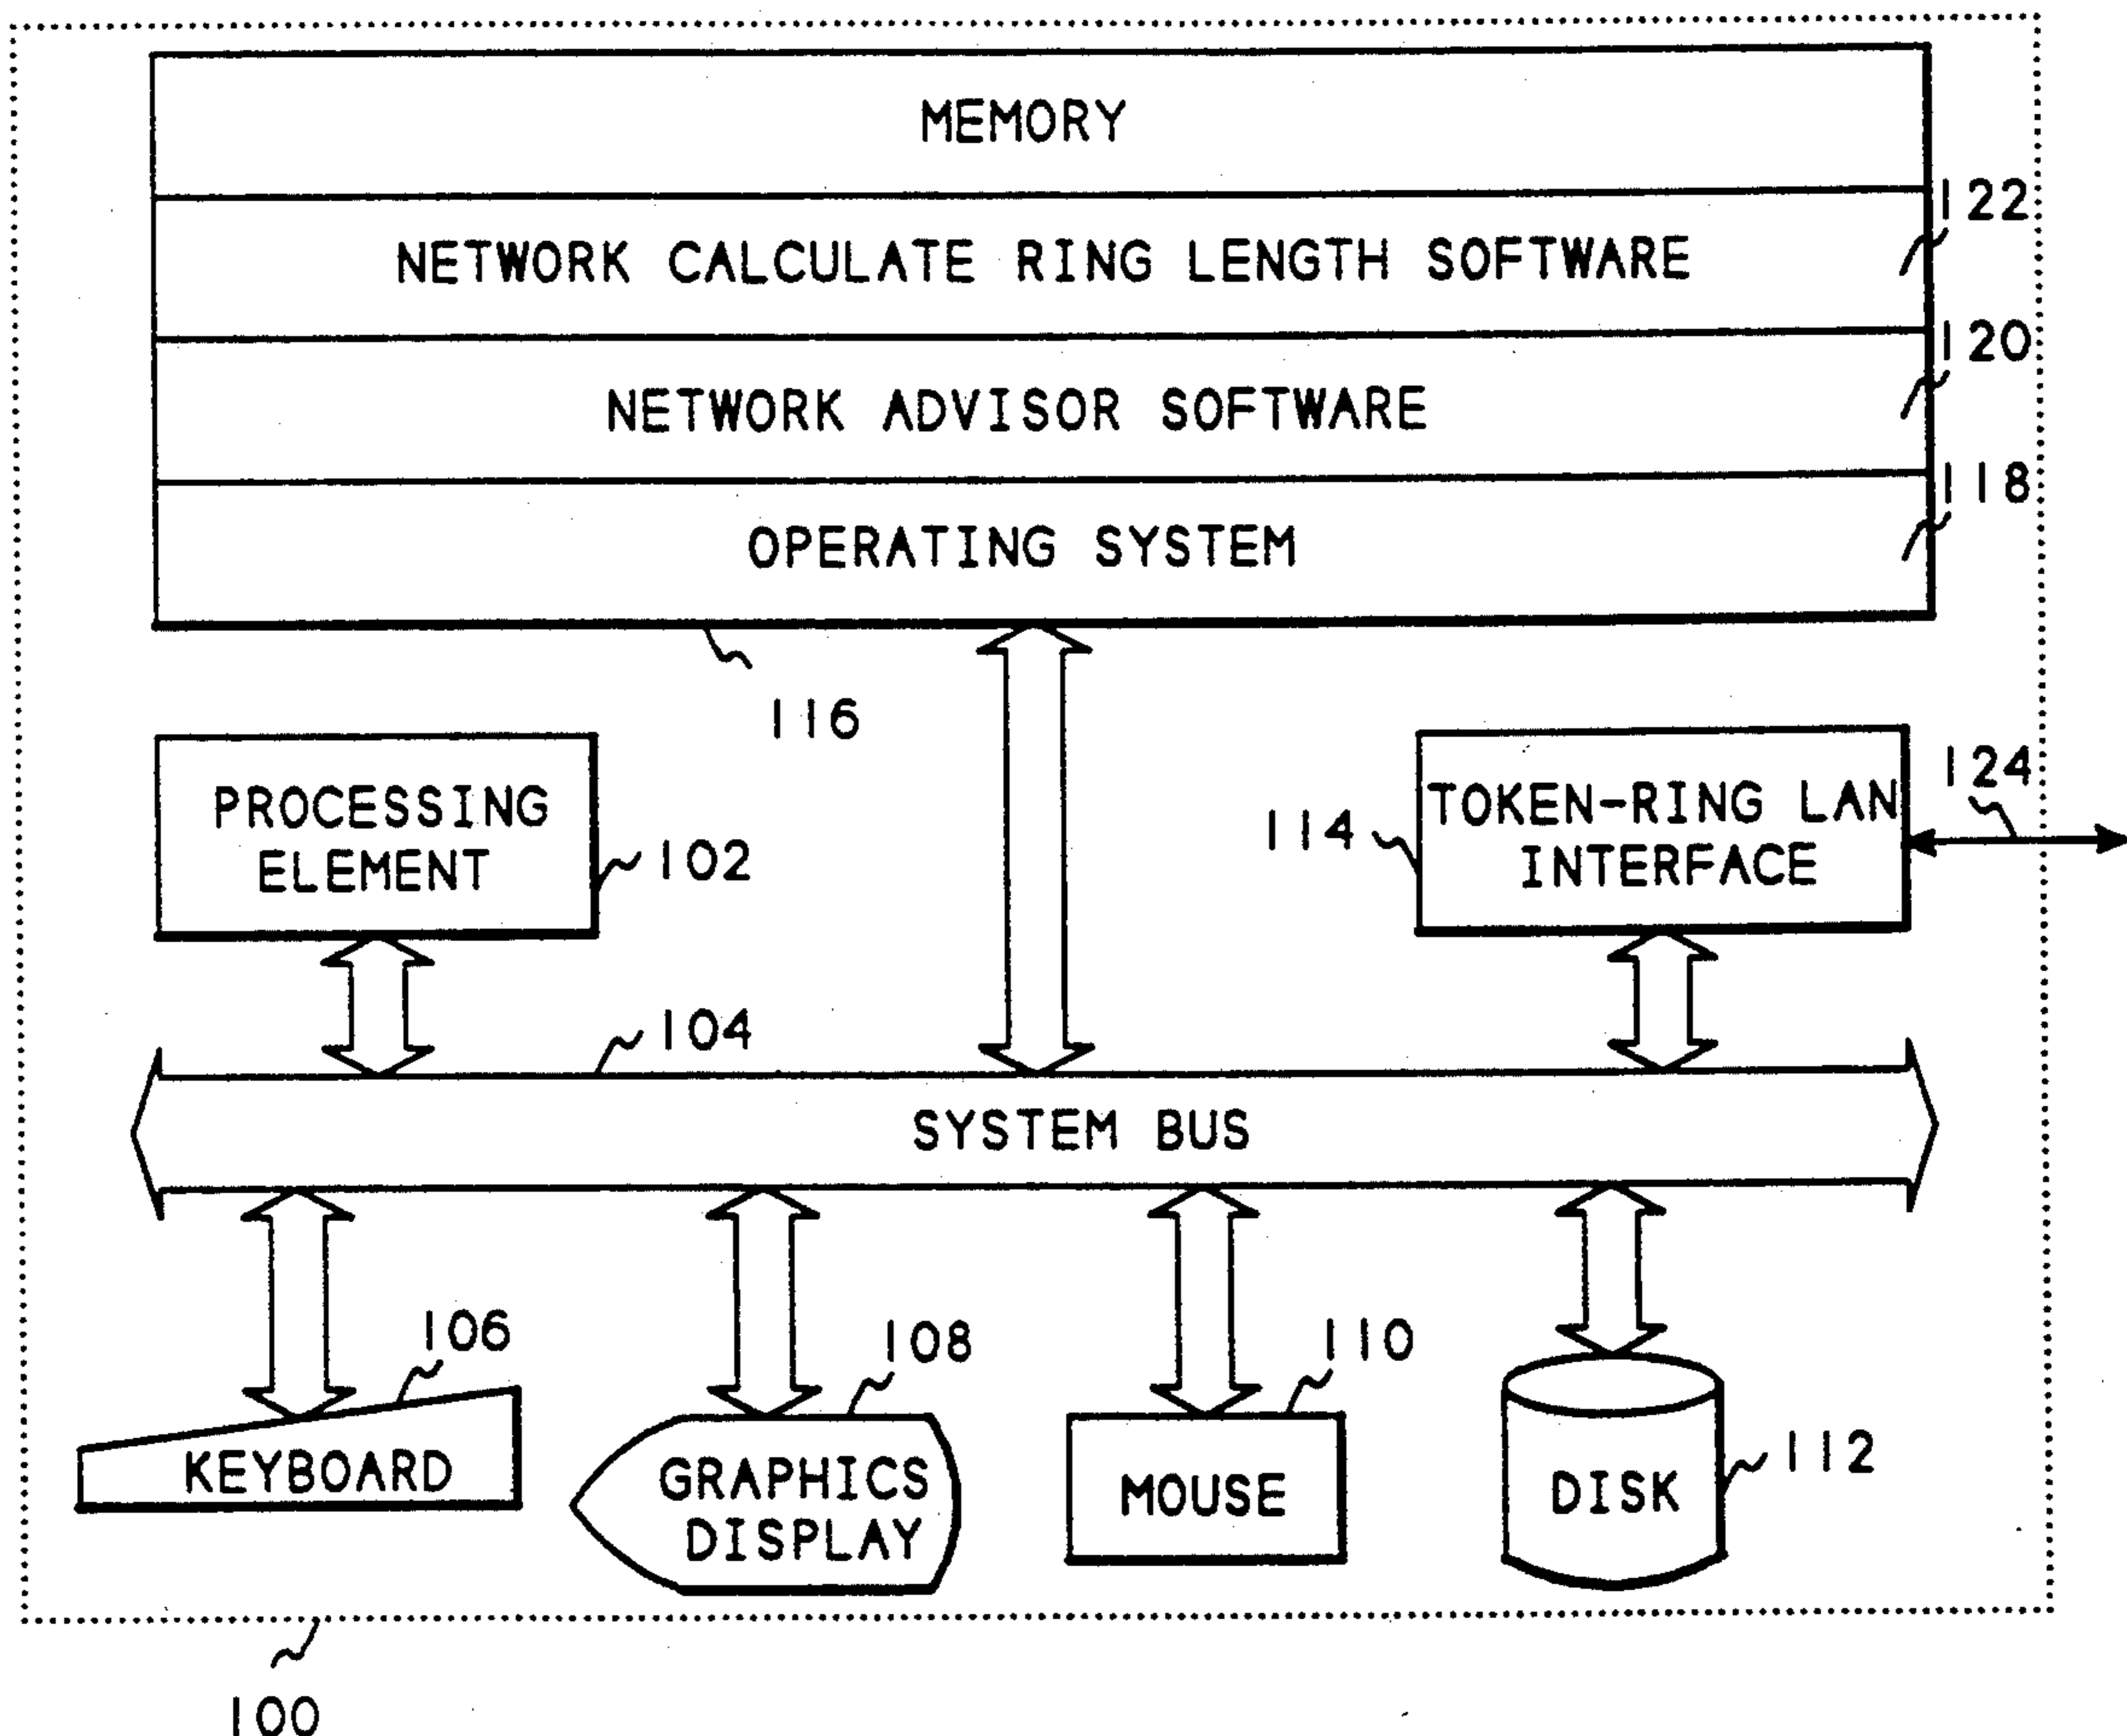 MEMORY
122
NETWORK CALCULATE RING LENGTH SOFTWARE
120
NETWORK ADVISOR SOFTWARE
118
OPERATING SYSTEM
116
PROCESSING
ELEMENT
102
114
TOKEN-RING LAN
INTERFACE
124
104
SYSTEM BUS
106
KEYBOARD
108
GRAPHICS
DISPLAY
110
MOUSE
DISK
112
100